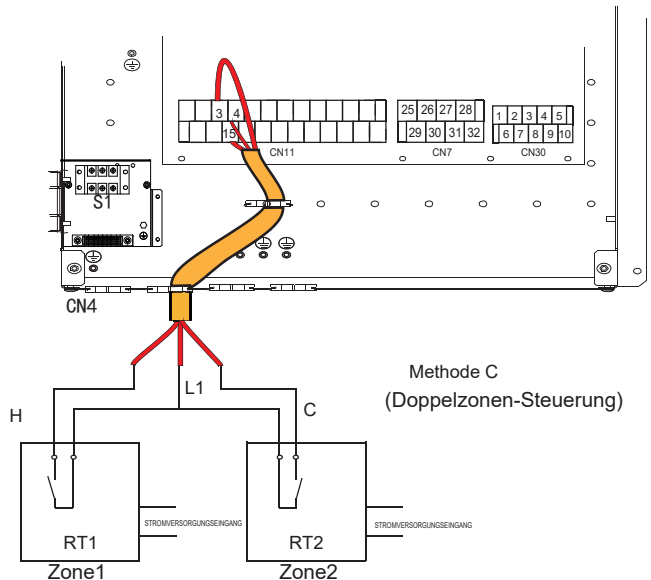 25 26 27 28
3 4
1 2 3 4 5
15
29 30 31 32
6 7 8 9 10
CN11
CN7
CN30
S1
CN4
Methode C
(Doppelzonen-Steuerung)
L1
H
C
STROMVERSORGUNGSEINGANG
STROMVERSORGUNGSEINGANG
RT1
RT2
Zone1
Zone2